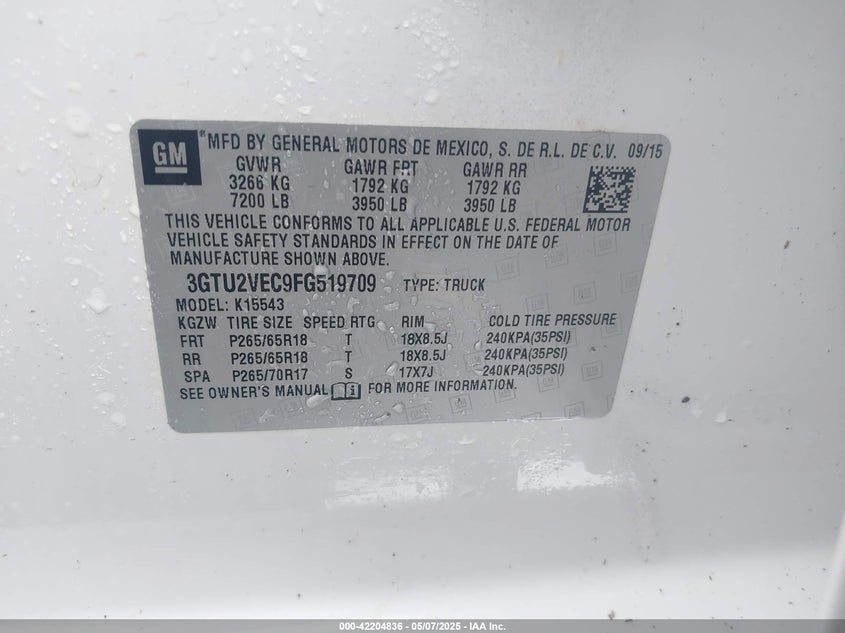 GM
MFD BY GENERAL MOTORS DE MEXICO, S. DE R.L. DE C.V. 09/15
GVWR GAWR FRT GAWR RR
3266 KG 1792 KG 1792 KG
7200 LB 3950 LB 3950 LB
THIS VEHICLE CONFORMS TO ALL APPLICABLE U.S. FEDERAL MOTOR
VEHICLE SAFETY STANDARDS IN EFFECT ON THE DATE OF
MANUFACTURE SHOWN ABOVE.
3GTU2VEC9FG519709 TYPE: TRUCK
MODEL: K15543
KGZW TIRE SIZE SPEED RTG RIM COLD TIRE PRESSURE
FRT P265/65R18 T 18X8.5J 240KPA(35PSI)
RR P265/65R18 T 18X8.5J 240KPA(35PSI)
SPA P265/70R17 S 17X7J 240KPA(35PSI)
SEE OWNER'S MANUAL FOR MORE INFORMATION.
000-42204836 - 05/07/2025 - IAA Inc.